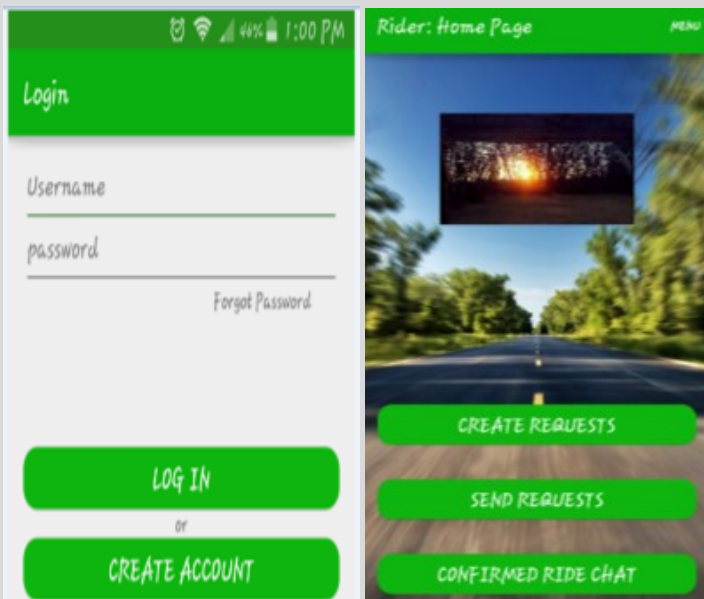 46% 1:00 PM
Login
Username
password
Forgot Password
LOG IN
or
CREATE ACCOUNT
Rider: Home Page MENU
CREATE REQUESTS
SEND REQUESTS
CONFIRMED RIDE CHAT